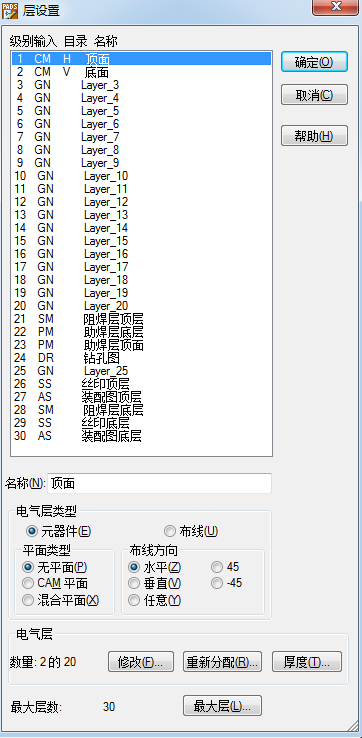 PADS
层设置
级别输入 目录 名称
1 CM H 顶面
2 CM V 底面
3 GN Layer_3
4 GN Layer_4
5 GN Layer_5
6 GN Layer_6
7 GN Layer_7
8 GN Layer_8
9 GN Layer_9
10 GN Layer_10
11 GN Layer_11
12 GN Layer_12
13 GN Layer_13
14 GN Layer_14
15 GN Layer_15
16 GN Layer_16
17 GN Layer_17
18 GN Layer_18
19 GN Layer_19
20 GN Layer_20
21 SM 阻焊层顶层
22 PM 助焊层底层
23 PM 助焊层顶面
24 DR 钻孔图
25 GN Layer_25
26 SS 丝印顶层
27 AS 装配图顶层
28 SM 阻焊层底层
29 SS 丝印底层
30 AS 装配图底层
确定(O)
取消(C)
帮助(H)
名称(N): 顶面
电气层类型
元器件(E) 布线(U)
平面类型
无平面(P)
CAM 平面
混合平面(X)
布线方向
水平(Z) 45
垂直(V) -45
任意(Y)
电气层
数量: 2 的 20 修改(F)... 重新分配(R)... 厚度(T)...
最大层数: 30 最大层(L)...